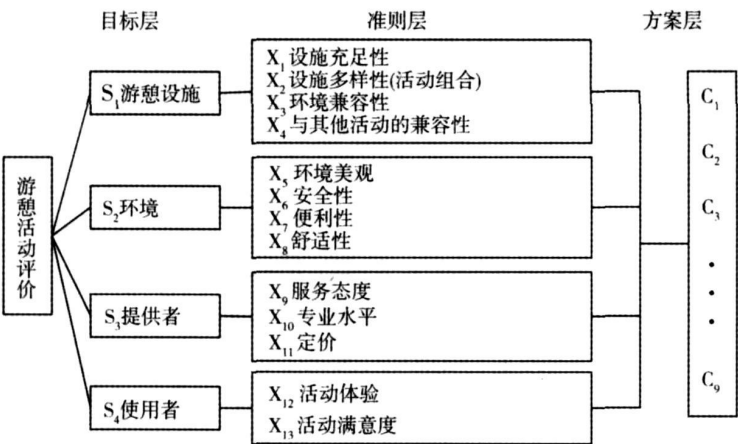 目标层 准则层 方案层
游憩活动评价
S₁游憩设施
X₁设施充足性
X₂设施多样性(活动组合)
X₃环境兼容性
X₄与其他活动的兼容性
S₂环境
X₅环境美观
X₆安全性
X₇便利性
X₈舒适性
S₃提供者
X₉服务态度
X₁₀专业水平
X₁₁定价
S₄使用者
X₁₂活动体验
X₁₃活动满意度
C₁
C₂
C₃
·
·
·
C₉